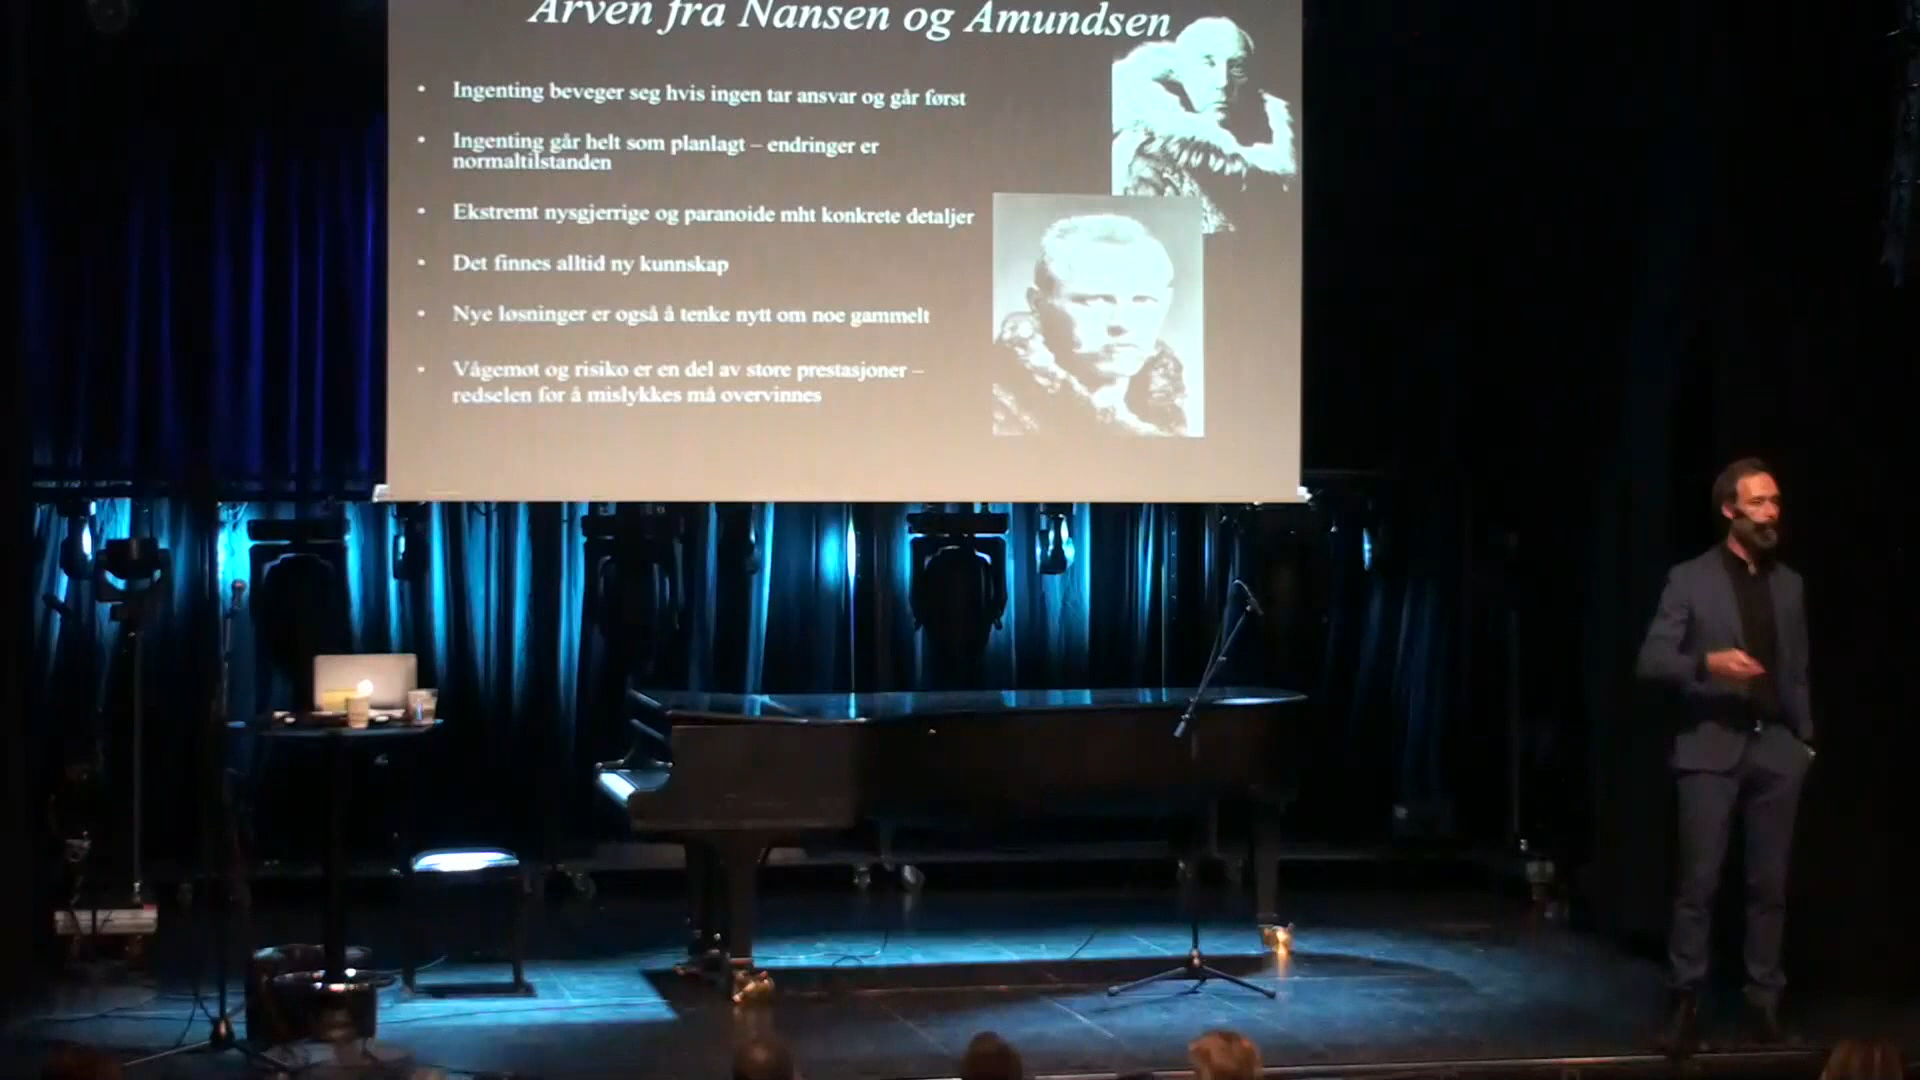 Arven fra Nansen og Amundsen
• Ingenting beveger seg hvis ingen tar ansvar og går først
• Ingenting går helt som planlagt – endringer er
normaltilstanden
• Ekstremt nysgjerrige og paranoide mht konkrete detaljer
• Det finnes alltid ny kunnskap
• Nye løsninger er også å tenke nytt om noe gammelt
• Vågemot og risiko er en del av store prestasjoner –
redselen for å mislykkes må overvinnes